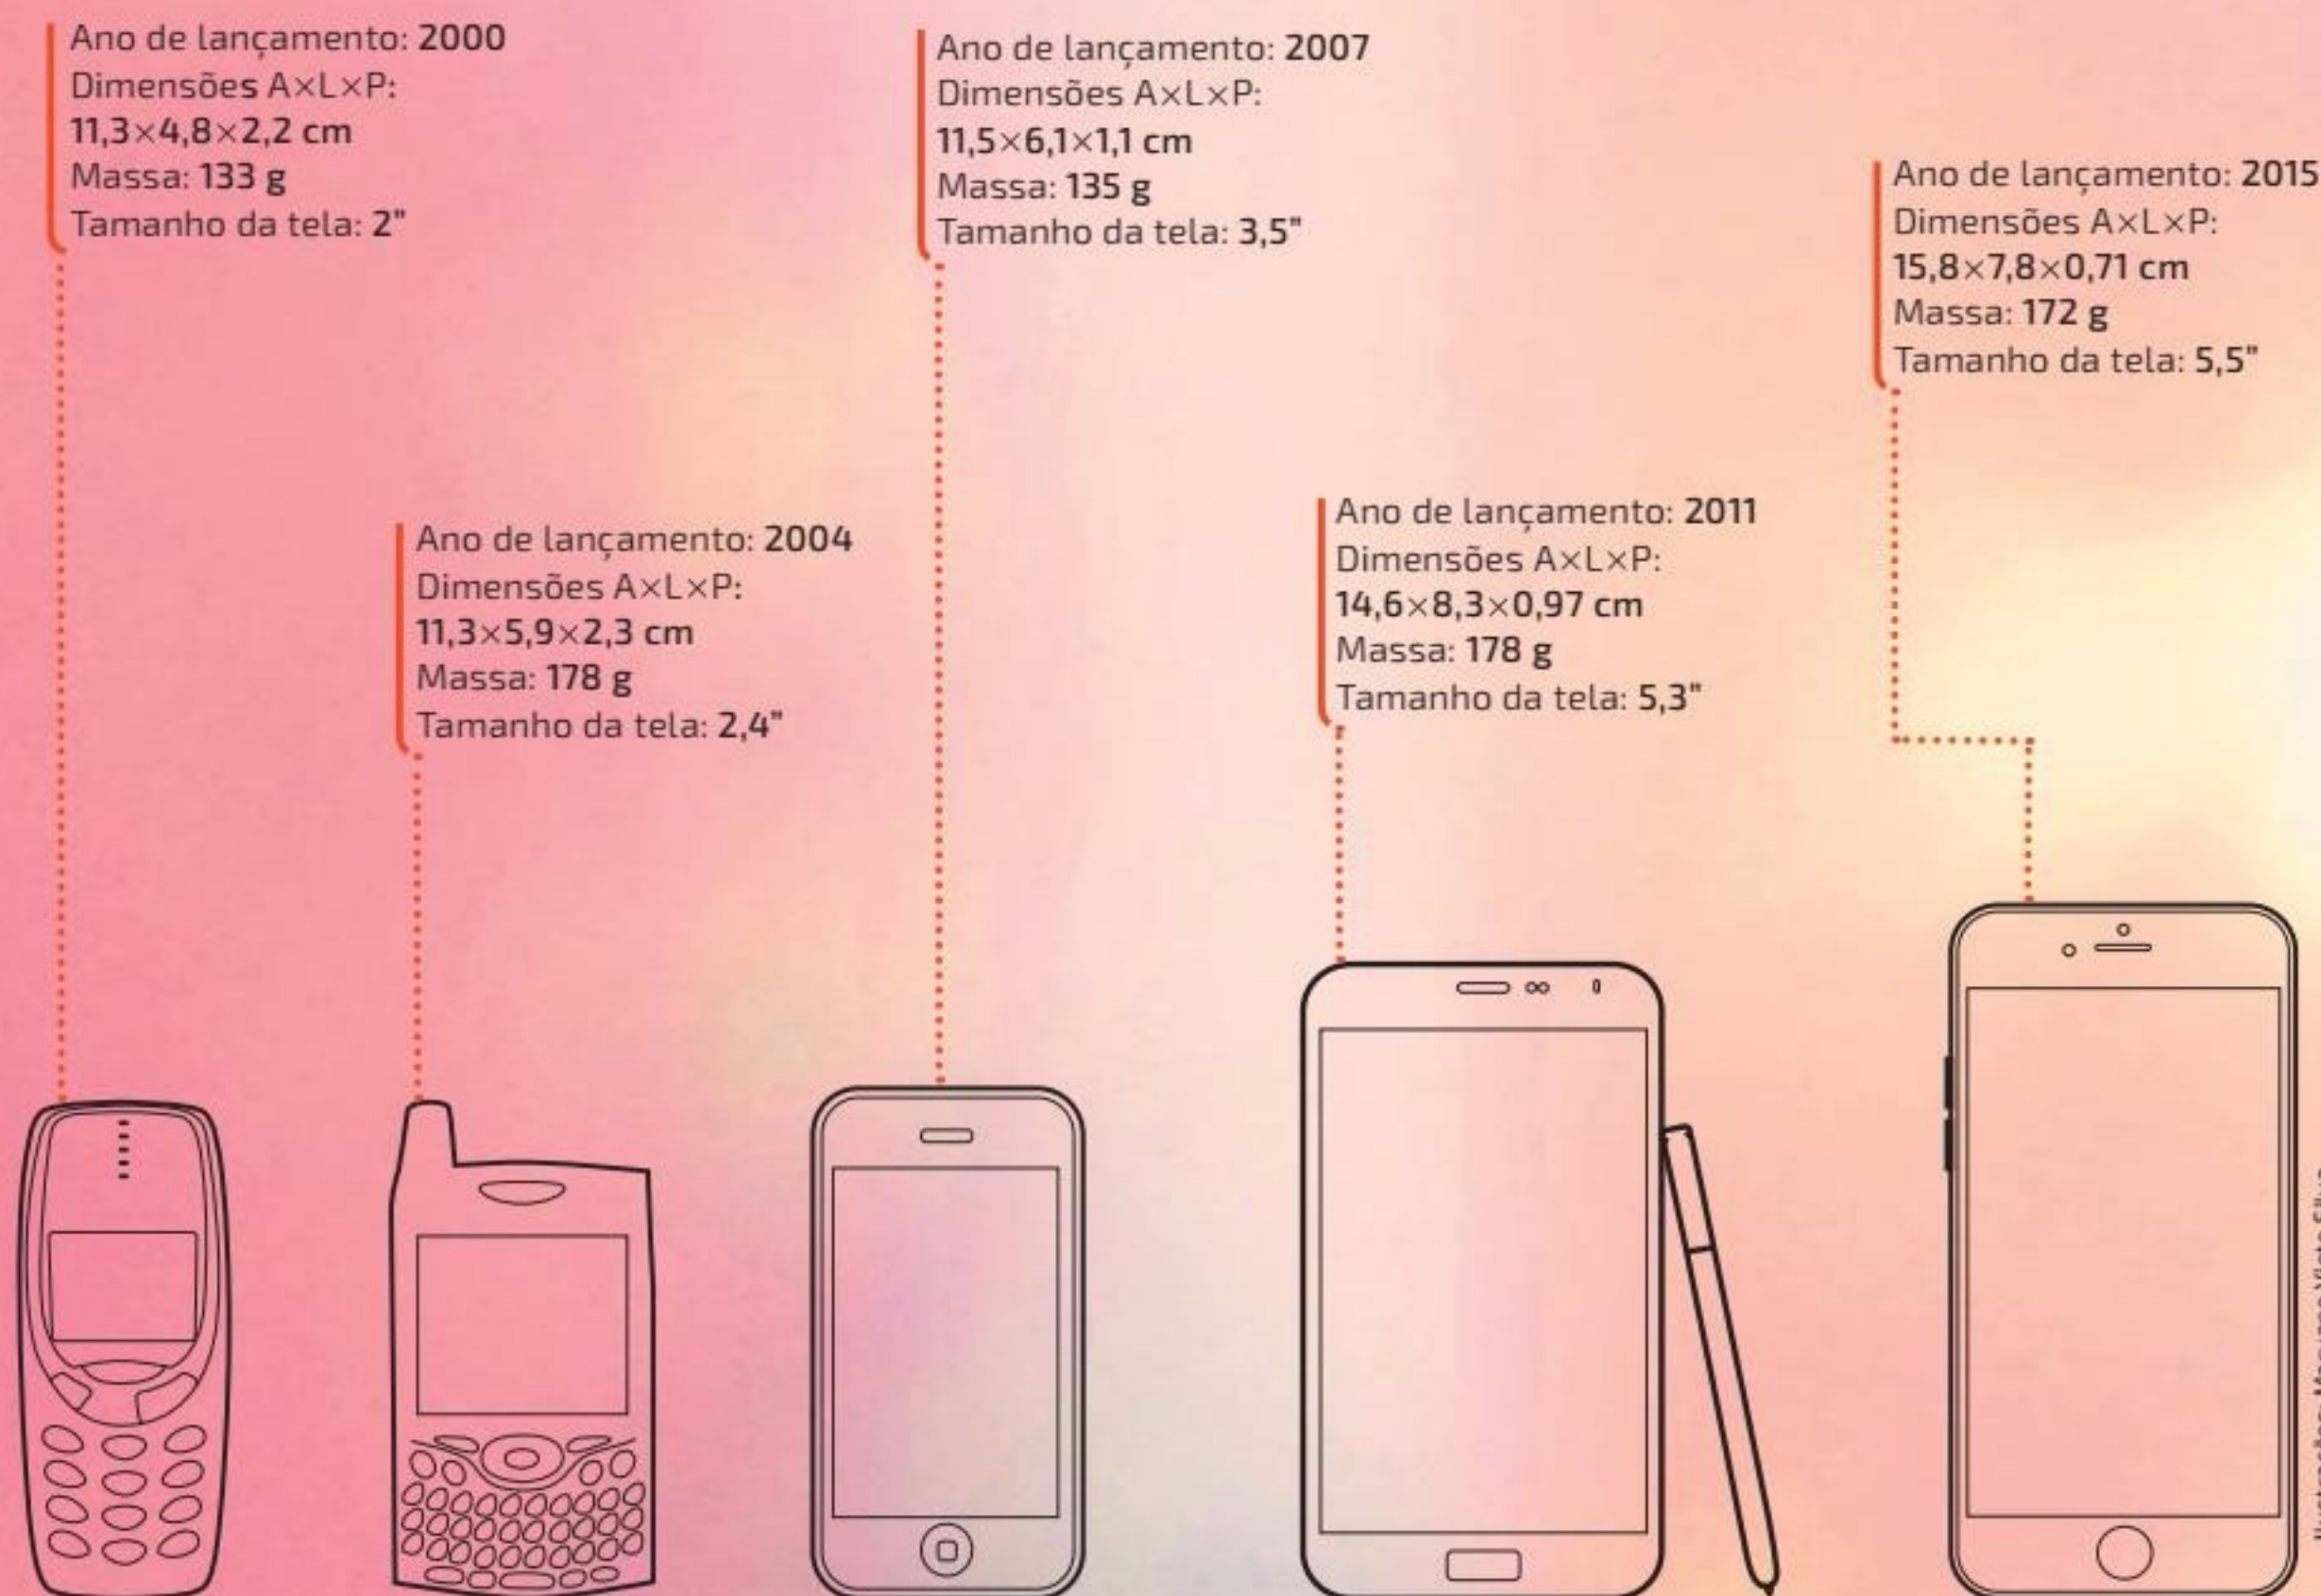 Ano de lançamento: 2000
Dimensões A×L×P:
11,3×4,8×2,2 cm
Massa: 133 g
Tamanho da tela: 2"
Ano de lançamento: 2004
Dimensões A×L×P:
11,3×5,9×2,3 cm
Massa: 178 g
Tamanho da tela: 2,4"
Ano de lançamento: 2007
Dimensões A×L×P:
11,5×6,1×1,1 cm
Massa: 135 g
Tamanho da tela: 3,5"
Ano de lançamento: 2011
Dimensões A×L×P:
14,6×8,3×0,97 cm
Massa: 178 g
Tamanho da tela: 5,3"
Ano de lançamento: 2015
Dimensões A×L×P:
15,8×7,8×0,71 cm
Massa: 172 g
Tamanho da tela: 5,5"